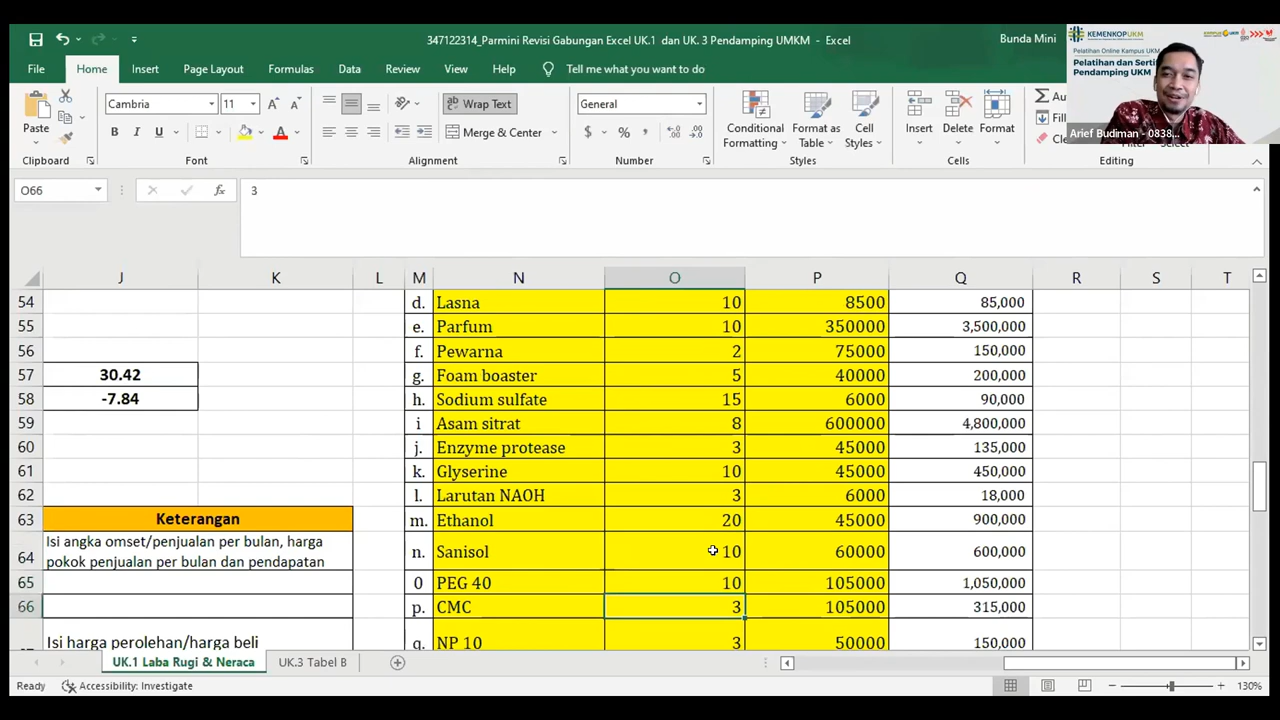 347122314_Parmini Revisi Gabungan Excel UK.1 dan UK. 3 Pendamping UMKM - Excel
Bunda Mini
KEMENKOPUKM
Pelatihan Online Kampus UKM
Pelatihan dan Sertif
Pendamping UKM
Arief Budiman - 0838...
File Home Insert Page Layout Formulas Data Review View Help Tell me what you want to do
Paste
Cambria 11
B I U
Wrap Text
Merge & Center
General
$ % ,
Conditional Formatting
Format as Table
Cell Styles
Insert
Delete
Format
Au
Fil
Cl
Clipboard Font Alignment Number Styles Cells Editing
O66 fx 3
J K L M N O P Q R S T
54 d. Lasna 10 8500 85,000
55 e. Parfum 10 350000 3,500,000
56 f. Pewarna 2 75000 150,000
57 30.42 g. Foam boaster 5 40000 200,000
58 -7.84 h. Sodium sulfate 15 6000 90,000
59 i Asam sitrat 8 600000 4,800,000
60 j. Enzyme protease 3 45000 135,000
61 k. Glyserine 10 45000 450,000
62 l. Larutan NAOH 3 6000 18,000
63 Keterangan m. Ethanol 20 45000 900,000
Isi angka omset/penjualan per bulan, harga
64 pokok penjualan per bulan dan pendapatan n. Sanisol 10 60000 600,000
65 0 PEG 40 10 105000 1,050,000
66 p. CMC 3 105000 315,000
Isi harga perolehan/harga beli q. NP 10 3 50000 150,000
UK.1 Laba Rugi & Neraca UK.3 Tabel B
Ready Accessibility: Investigate 130%